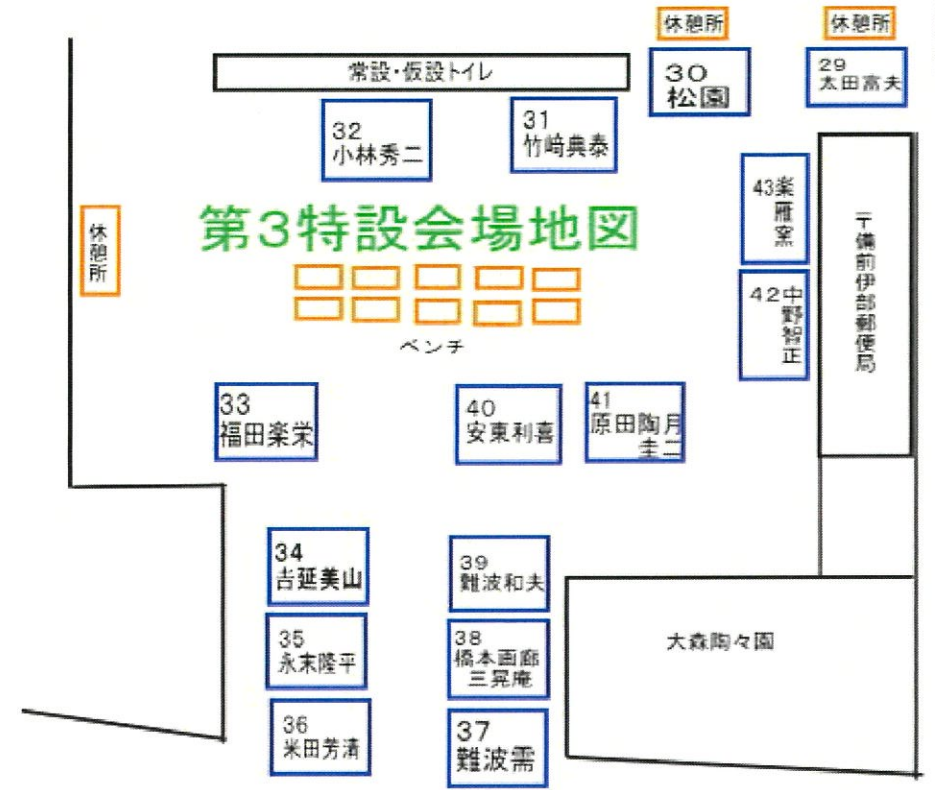 休憩所
休憩所
常設・仮設トイレ
30
松園
29
太田富夫
32
小林秀二
31
竹﨑典泰
43楽雁窯
〒備前伊部郵便局
休憩所
第3特設会場地図
42中野智正
ベンチ
33
福田楽栄
40
安東利喜
41
原田陶月
圭二
34
吉延美山
39
難波和夫
35
永末隆平
38
橋本画廊
三晃庵
大森陶々園
36
米田芳清
37
難波需